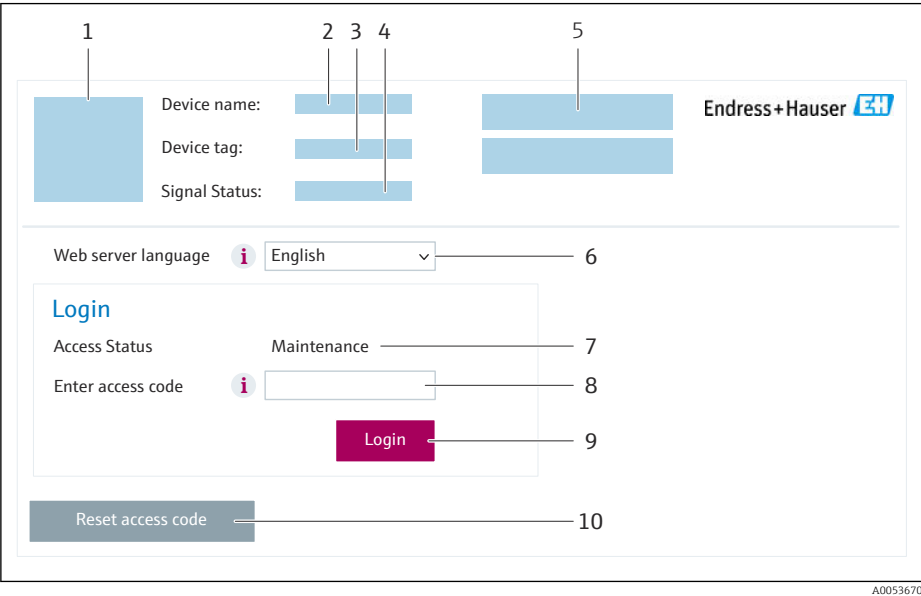 1 2 3 4 5
Device name:
Endress+Hauser EH
Device tag:
Signal Status:
Web server language i English 6
Login
Access Status Maintenance 7
Enter access code i 8
Login 9
Reset access code 10
A0053670